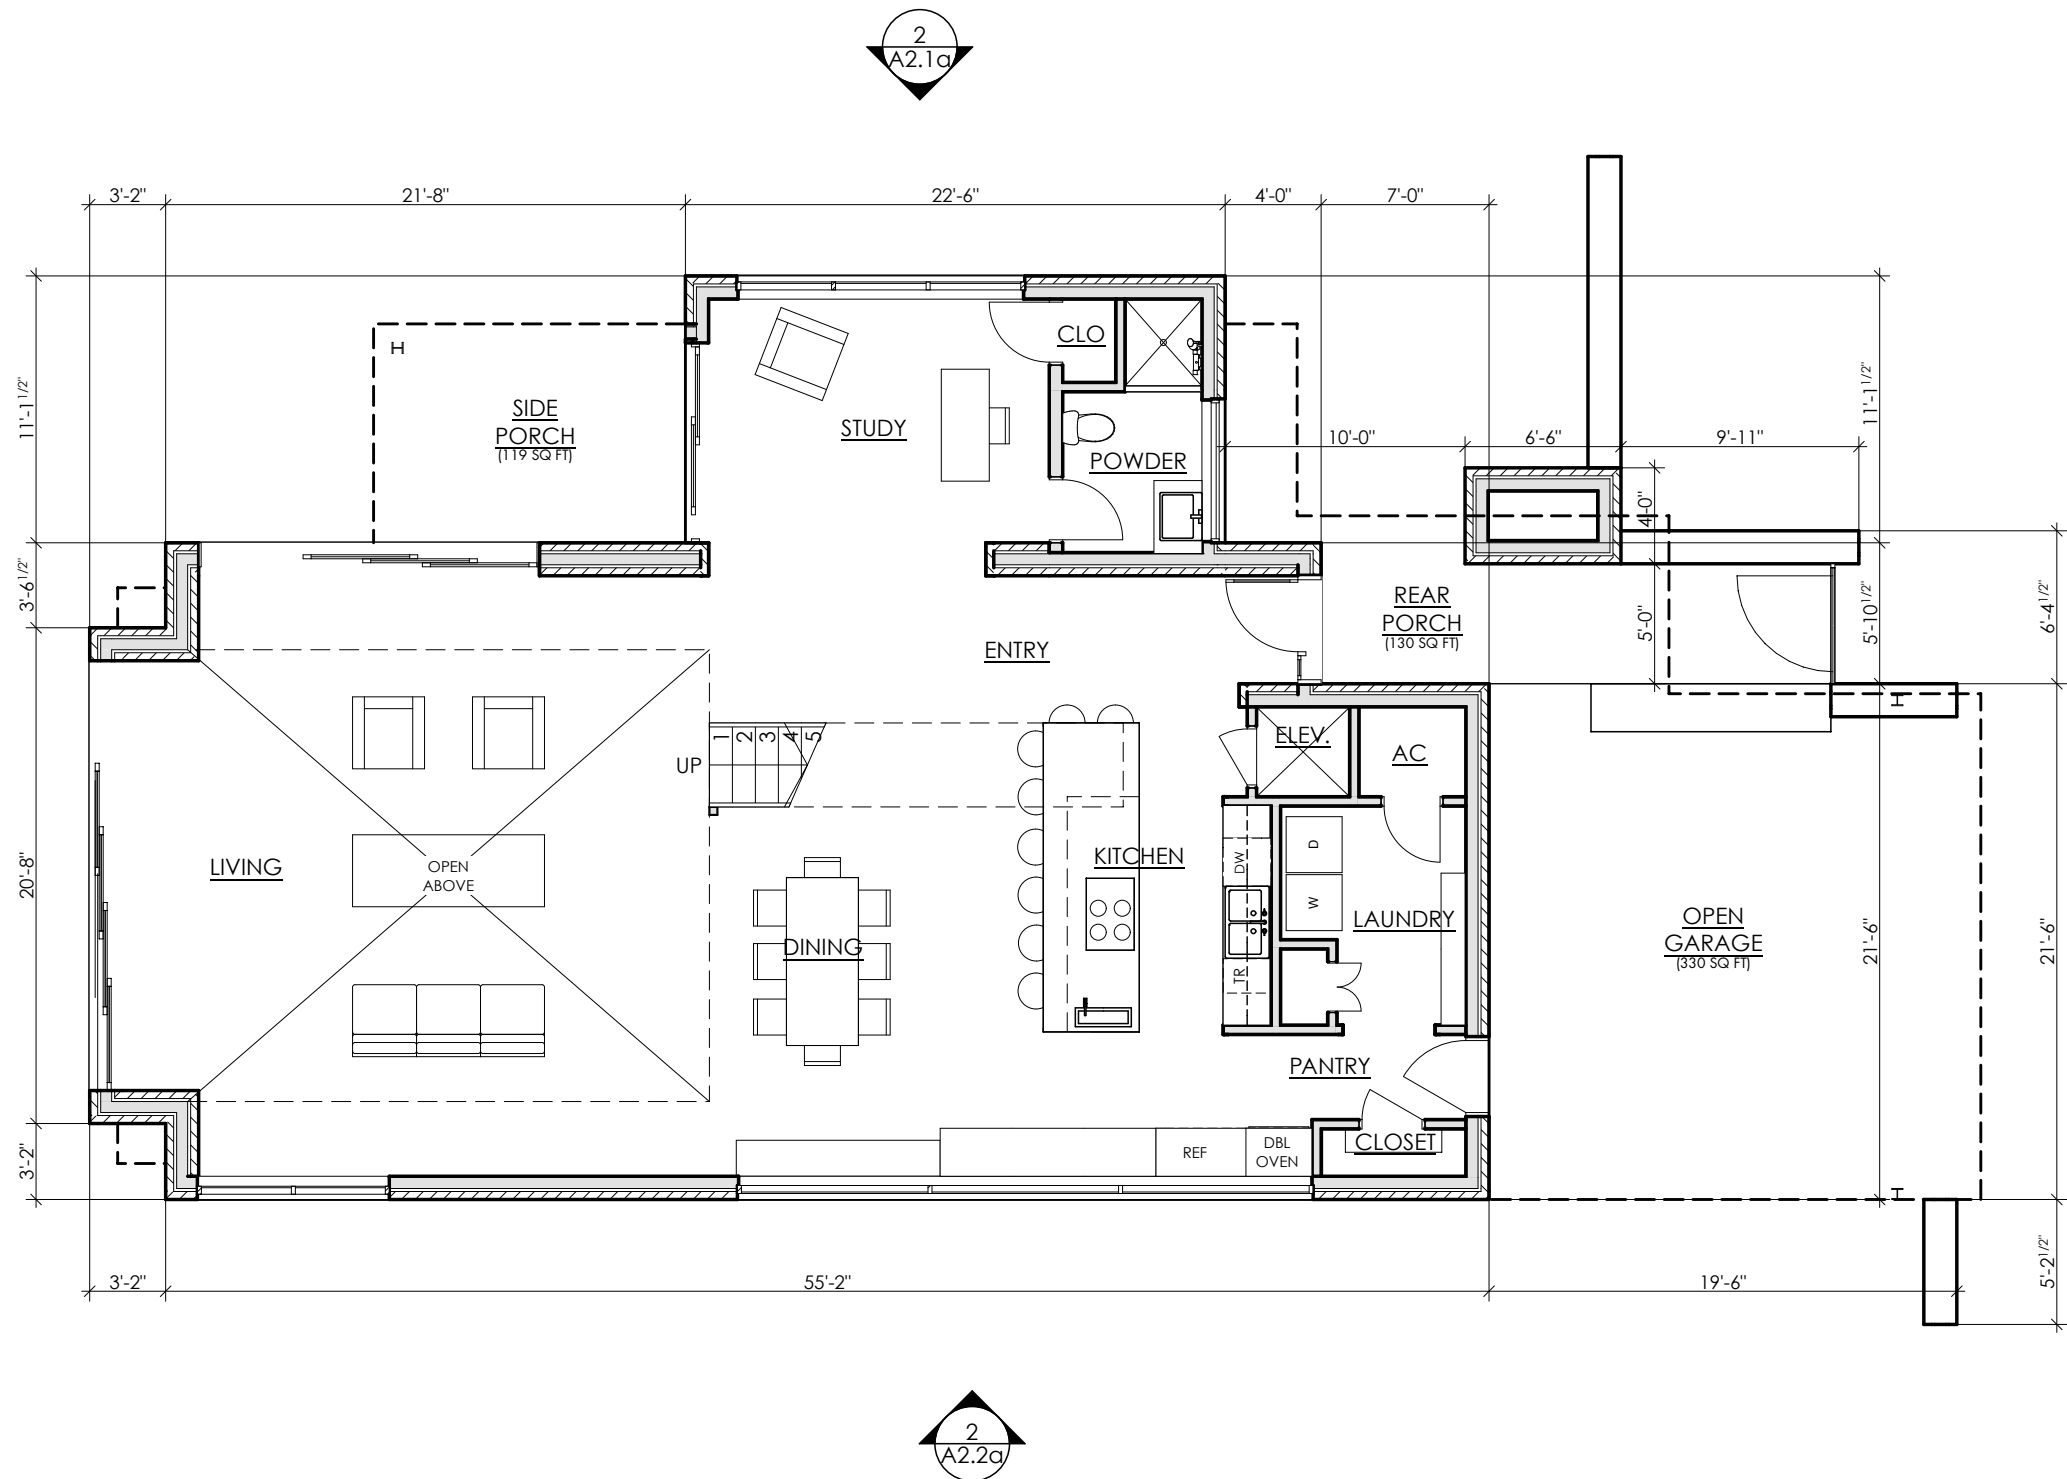 2
A2.1a
3'-2"
21'-8"
22'-6"
4'-0"
7'-0"
11'-1 1/2"
3'-6 1/2"
20'-8"
3'-2"
H
SIDE
PORCH
(119 SQ FT)
STUDY
CLO
POWDER
10'-0"
6'-6"
9'-11"
4'-0"
5'-0"
11'-1 1/2"
5'-10 1/2"
6'-4 1/2"
REAR
PORCH
(130 SQ FT)
ENTRY
H
UP
1
2
3
4
5
ELEV.
AC
LIVING
OPEN
ABOVE
DINING
KITCHEN
DW
TR
D
W
LAUNDRY
OPEN
GARAGE
(330 SQ FT)
21'-6"
21'-6"
PANTRY
CLOSET
REF
DBL
OVEN
H
5'-2 1/2"
3'-2"
55'-2"
19'-6"
2
A2.2a